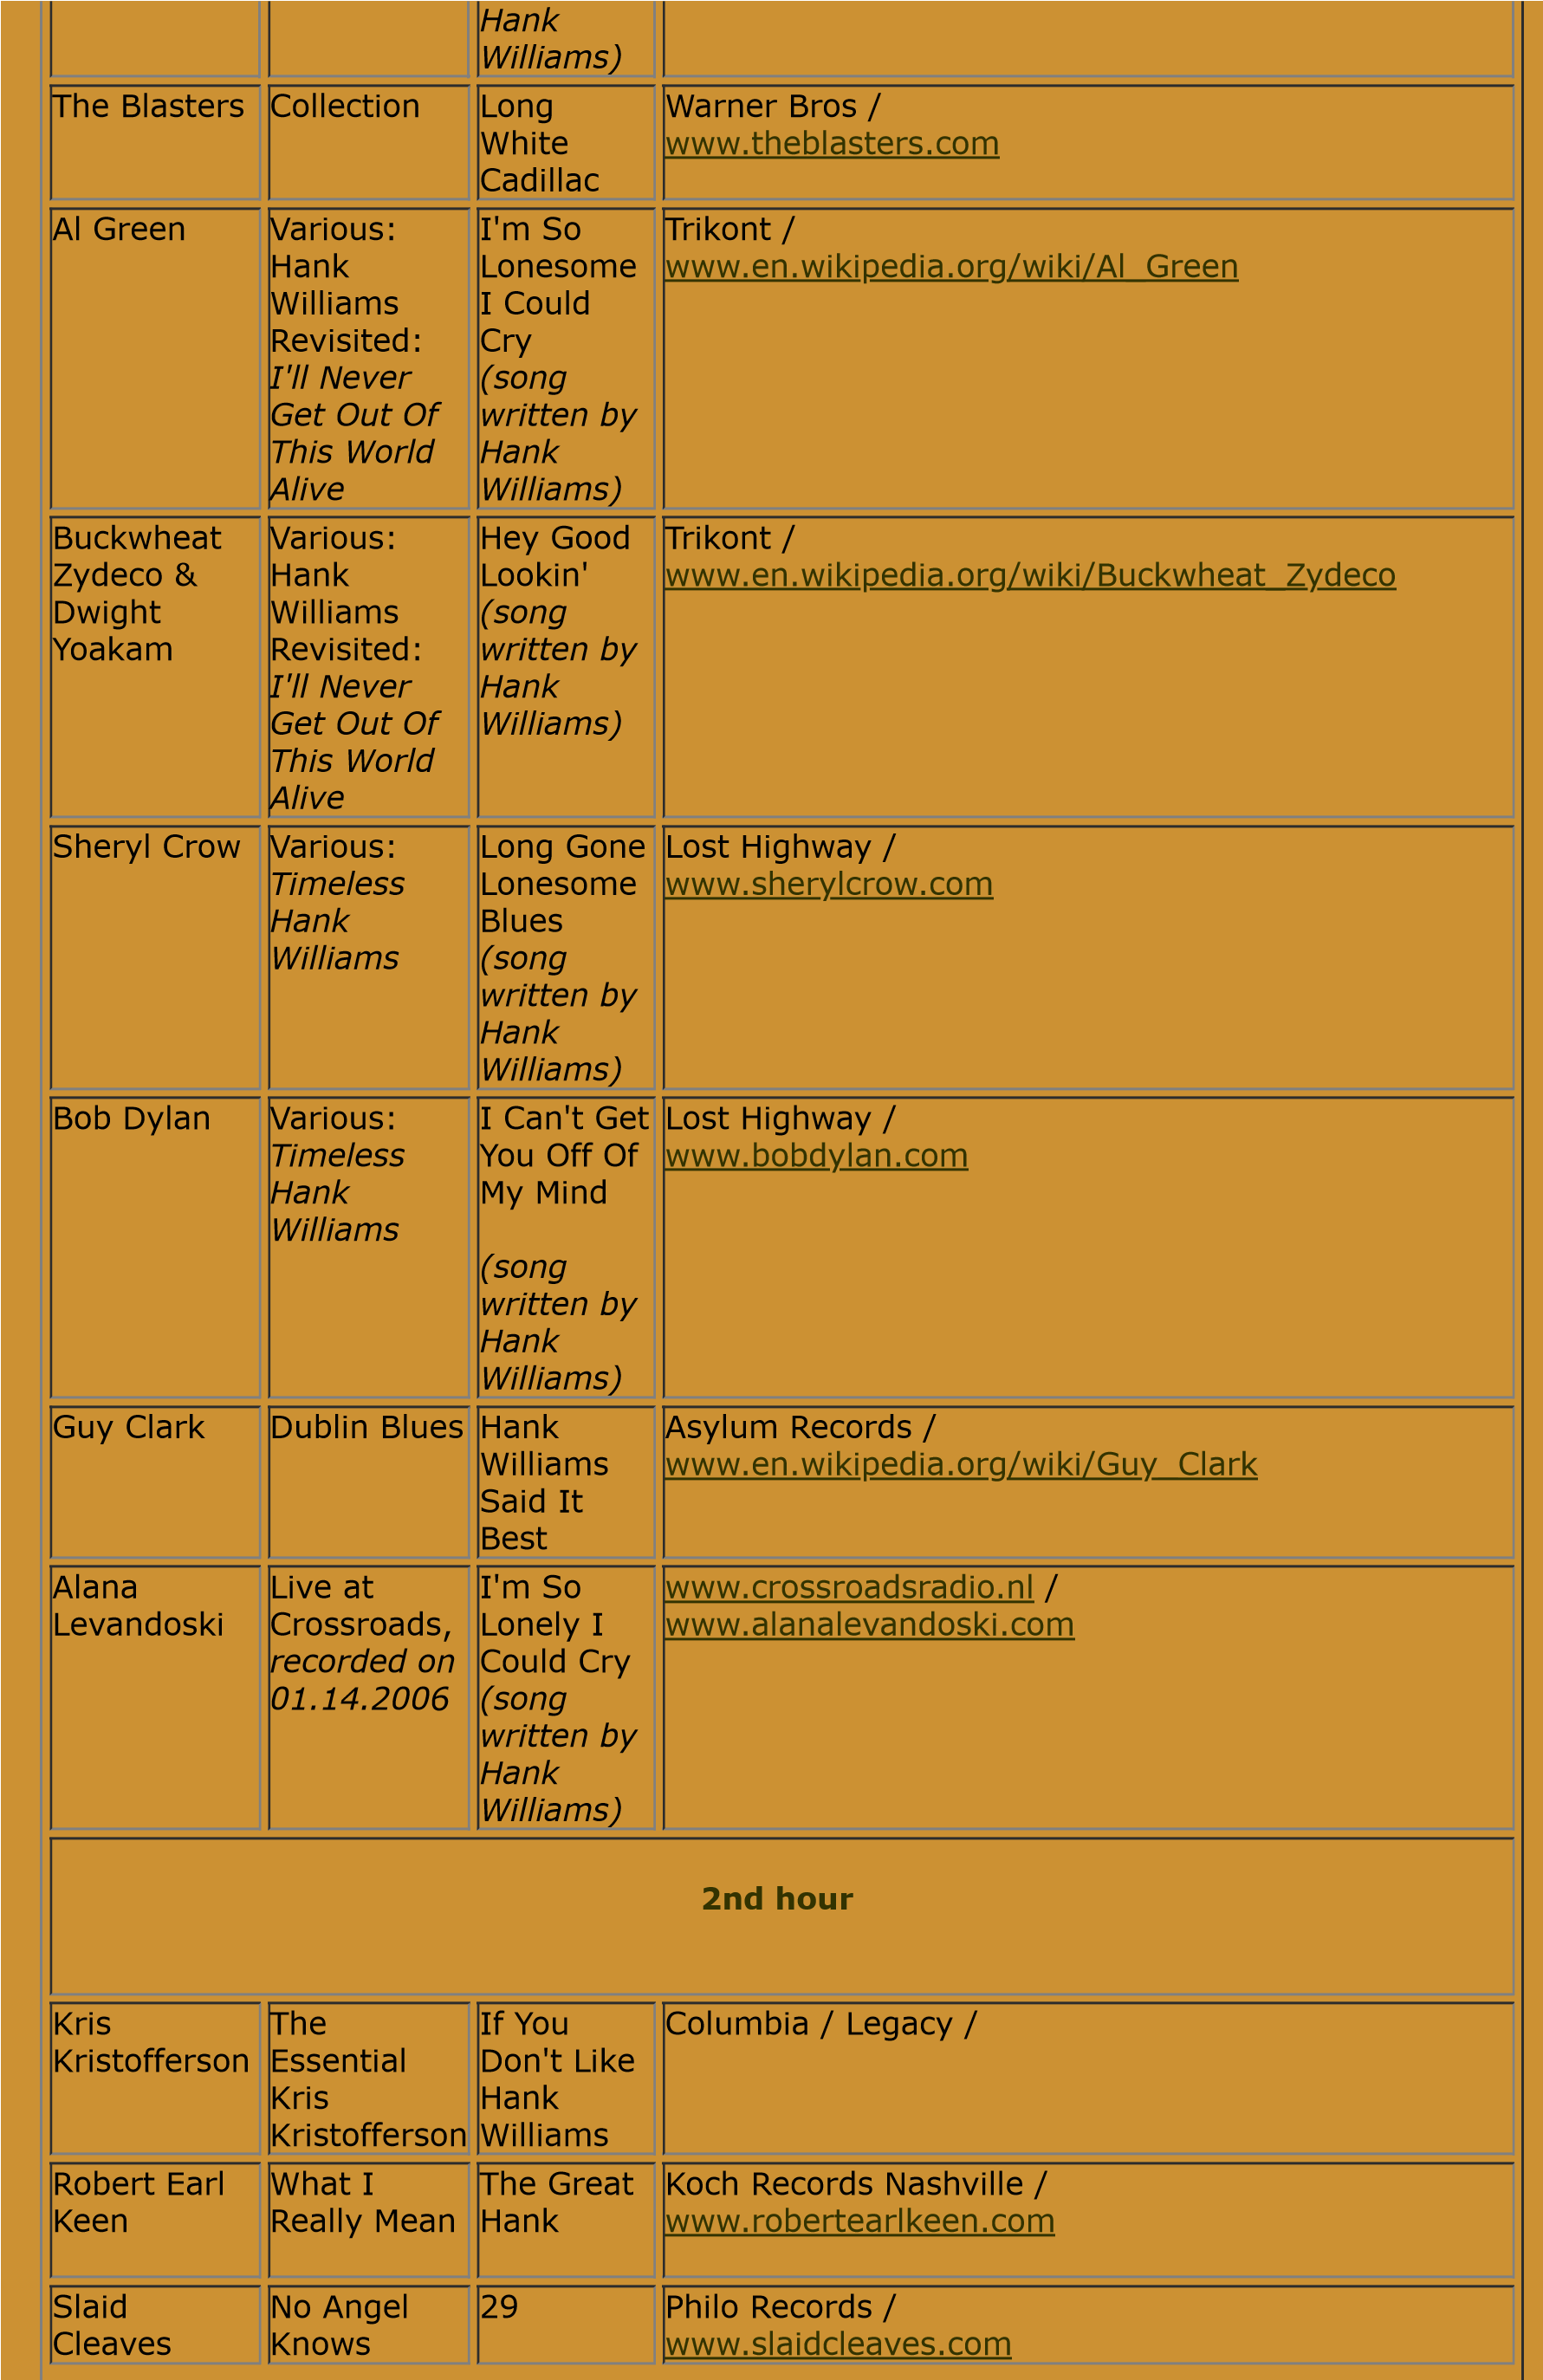 Hank
Williams)
The Blasters
Collection
Long
White
Cadillac
Warner Bros /
www.theblasters.com
Al Green
Various:
Hank
Williams
Revisited:
I'll Never
Get Out Of
This World
Alive
I'm So
Lonesome
I Could
Cry
(song
written by
Hank
Williams)
Trikont /
www.en.wikipedia.org/wiki/Al_Green
Buckwheat
Zydeco &
Dwight
Yoakam
Various:
Hank
Williams
Revisited:
I'll Never
Get Out Of
This World
Alive
Hey Good
Lookin'
(song
written by
Hank
Williams)
Trikont /
www.en.wikipedia.org/wiki/Buckwheat_Zydeco
Sheryl Crow
Various:
Timeless
Hank
Williams
Long Gone
Lonesome
Blues
(song
written by
Hank
Williams)
Lost Highway /
www.sherylcrow.com
Bob Dylan
Various:
Timeless
Hank
Williams
I Can't Get
You Off Of
My Mind
(song
written by
Hank
Williams)
Lost Highway /
www.bobdylan.com
Guy Clark
Dublin Blues
Hank
Williams
Said It
Best
Asylum Records /
www.en.wikipedia.org/wiki/Guy_Clark
Alana
Levandoski
Live at
Crossroads,
recorded on
01.14.2006
I'm So
Lonely I
Could Cry
(song
written by
Hank
Williams)
www.crossroadsradio.nl /
www.alanalevandoski.com
2nd hour
Kris
Kristofferson
The
Essential
Kris
Kristofferson
If You
Don't Like
Hank
Williams
Columbia / Legacy /
Robert Earl
Keen
What I
Really Mean
The Great
Hank
Koch Records Nashville /
www.robertearlkeen.com
Slaid
Cleaves
No Angel
Knows
29
Philo Records /
www.slaidcleaves.com